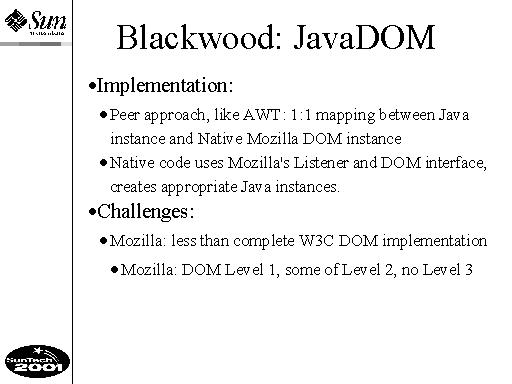 Sun
Blackwood: JavaDOM
•Implementation:
•Peer approach, like AWT: 1:1 mapping between Java
instance and Native Mozilla DOM instance
•Native code uses Mozilla's Listener and DOM interface,
creates appropriate Java instances.
•Challenges:
•Mozilla: less than complete W3C DOM implementation
•Mozilla: DOM Level 1, some of Level 2, no Level 3
SunTech
2001